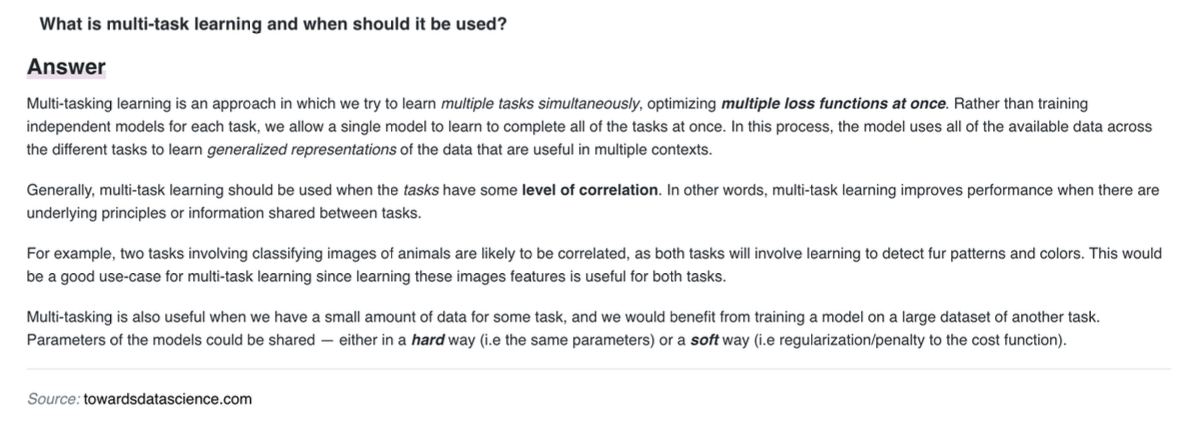 What is multi-task learning and when should it be used?
Answer
Multi-tasking learning is an approach in which we try to learn multiple tasks simultaneously, optimizing multiple loss functions at once. Rather than training
independent models for each task, we allow a single model to learn to complete all of the tasks at once. In this process, the model uses all of the available data across
the different tasks to learn generalized representations of the data that are useful in multiple contexts.
Generally, multi-task learning should be used when the tasks have some level of correlation. In other words, multi-task learning improves performance when there are
underlying principles or information shared between tasks.
For example, two tasks involving classifying images of animals are likely to be correlated, as both tasks will involve learning to detect fur patterns and colors. This would
be a good use-case for multi-task learning since learning these images features is useful for both tasks.
Multi-tasking is also useful when we have a small amount of data for some task, and we would benefit from training a model on a large dataset of another task.
Parameters of the models could be shared — either in a hard way (i.e the same parameters) or a soft way (i.e regularization/penalty to the cost function).
Source: towardsdatascience.com